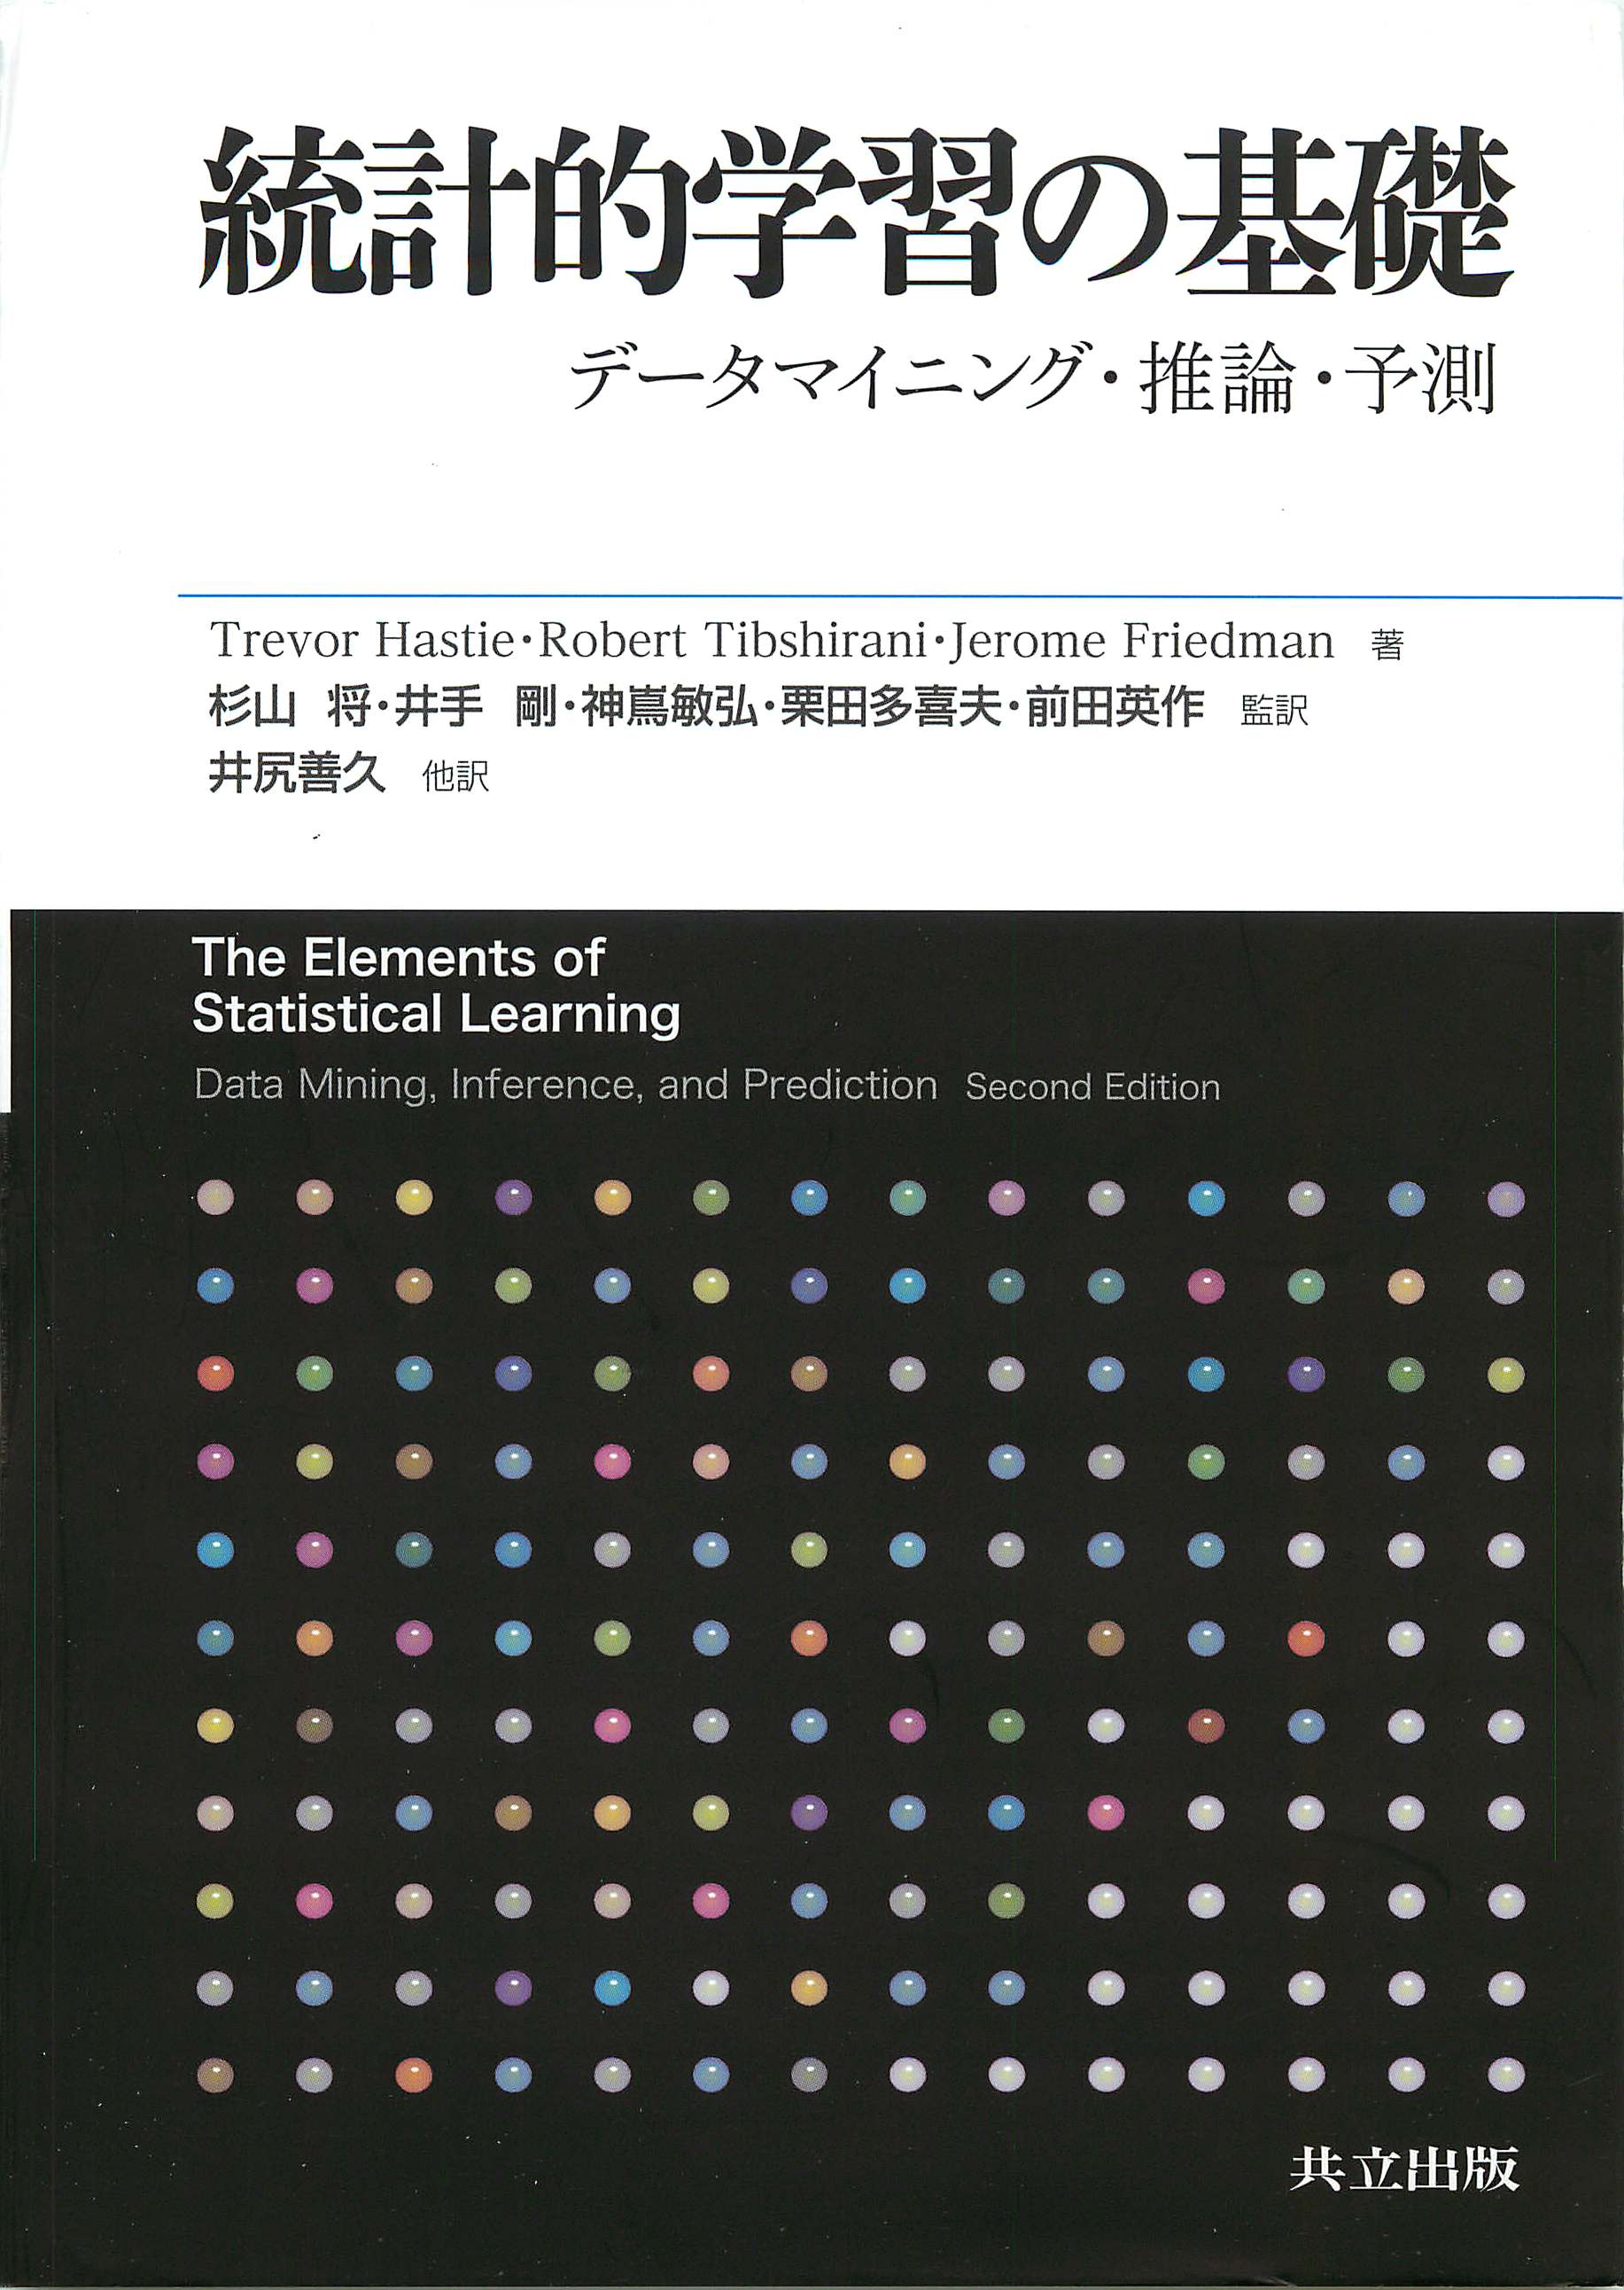 統計的学習の基礎
データマイニング・推論・予測
Trevor Hastie・Robert Tibshirani・Jerome Friedman 著
杉山 将・井手 剛・神嶌敏弘・栗田多喜夫・前田英作 監訳
井尻善久 他訳
The Elements of
Statistical Learning
Data Mining, Inference, and Prediction Second Edition
共立出版